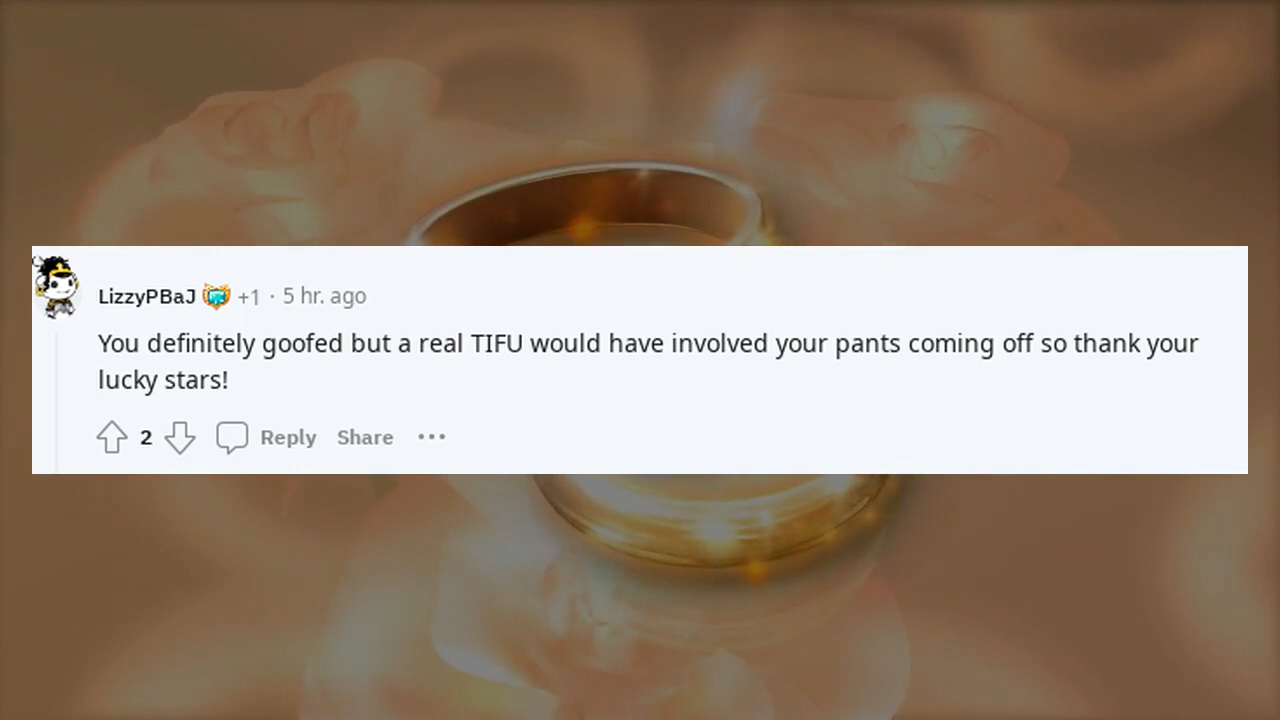 LizzyPBaJ +1 · 5 hr. ago
You definitely goofed but a real TIFU would have involved your pants coming off so thank your
lucky stars!
2 Reply Share ···